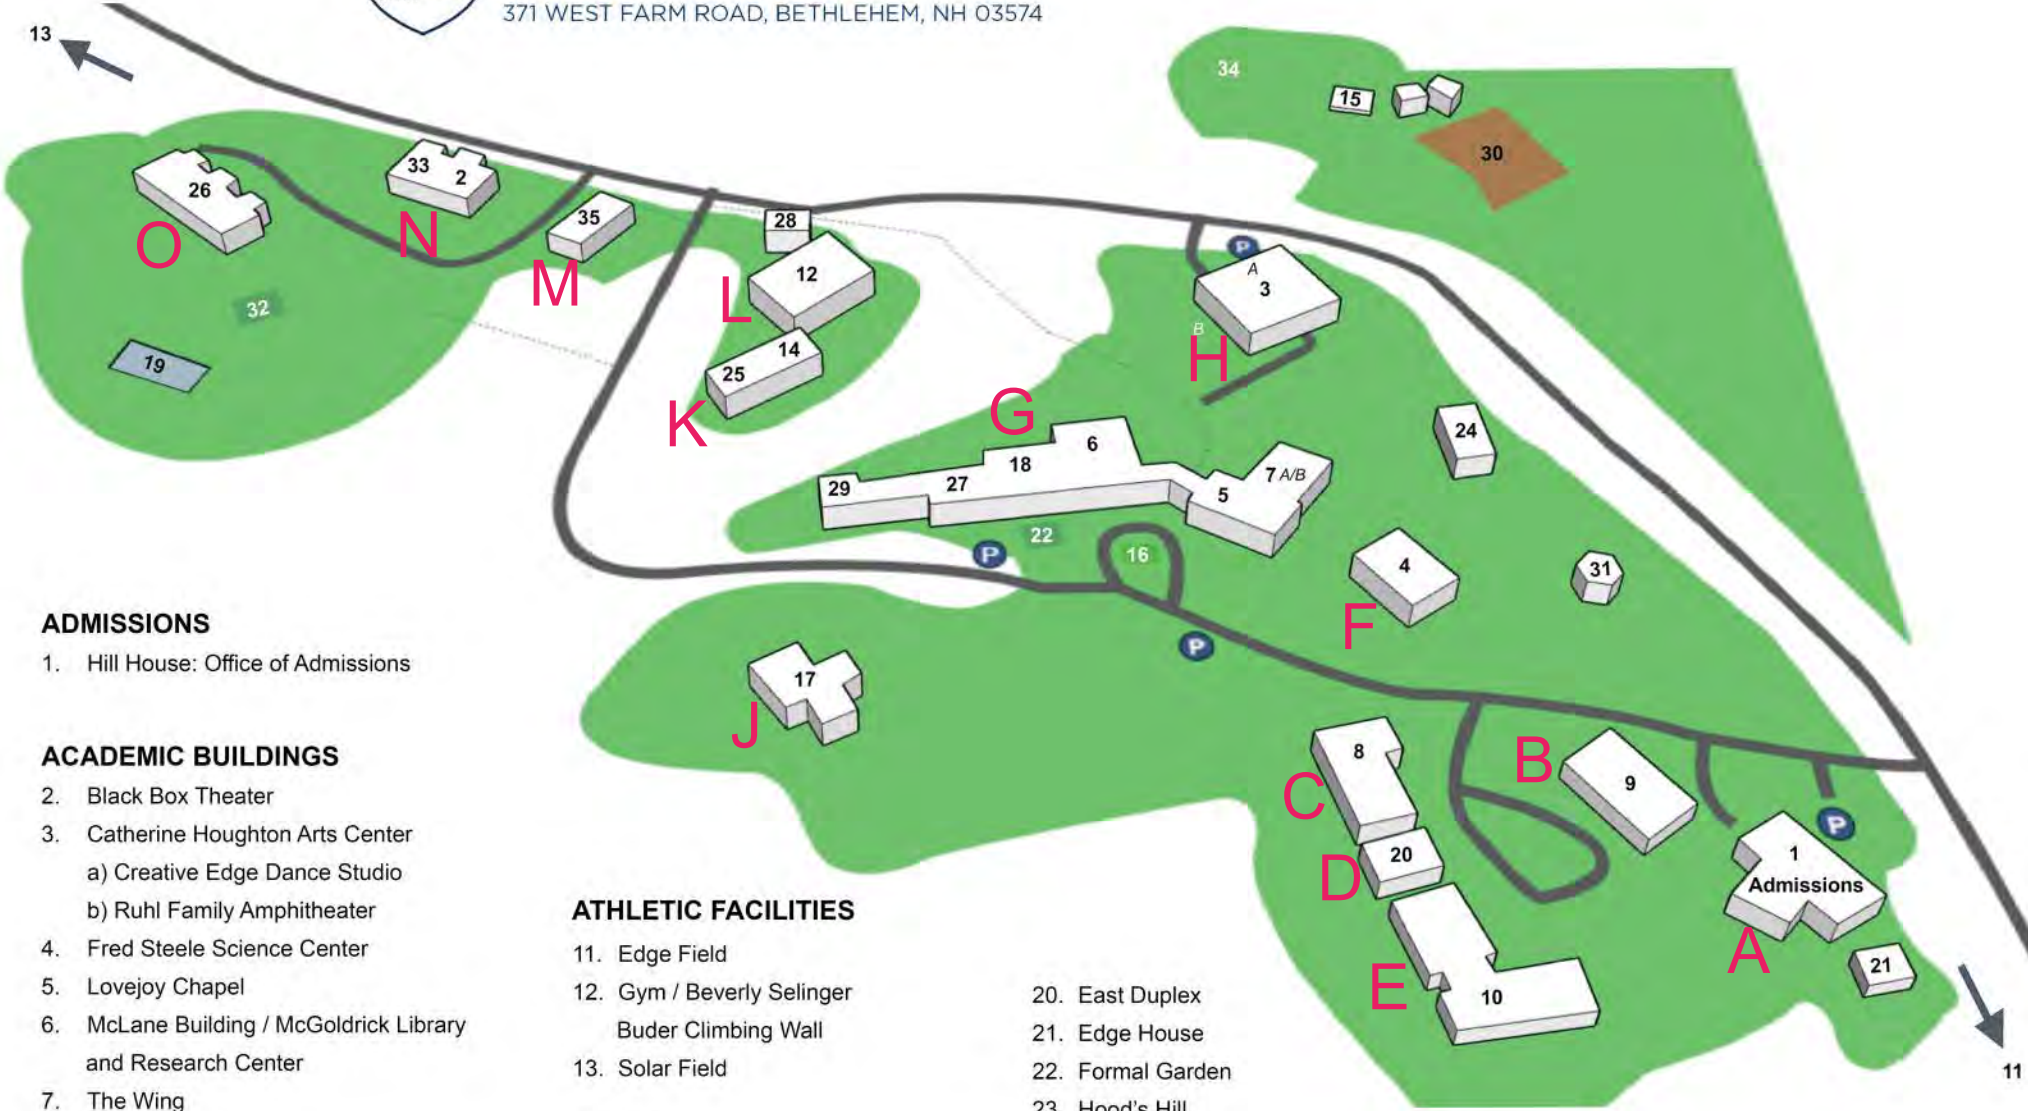 371 WEST FARM ROAD, BETHLEHEM, NH 03574
13
34
15
30
33
2
26
35
28
O
N
M
12
A
3
B
L
H
32
19
14
25
K
G
6
24
18
7 A/B
29
27
5
22
P
16
4
31
F
P
P
17
J
8
B
9
C
P
20
D
1
Admissions
A
21
E
10
11
ADMISSIONS
1. Hill House: Office of Admissions
ACADEMIC BUILDINGS
2. Black Box Theater
3. Catherine Houghton Arts Center
a) Creative Edge Dance Studio
b) Ruhl Family Amphitheater
4. Fred Steele Science Center
5. Lovejoy Chapel
6. McLane Building / McGoldrick Library
and Research Center
7. The Wing
ATHLETIC FACILITIES
11. Edge Field
12. Gym / Beverly Selinger
Buder Climbing Wall
13. Solar Field
20. East Duplex
21. Edge House
22. Formal Garden
23. Hood's Hill